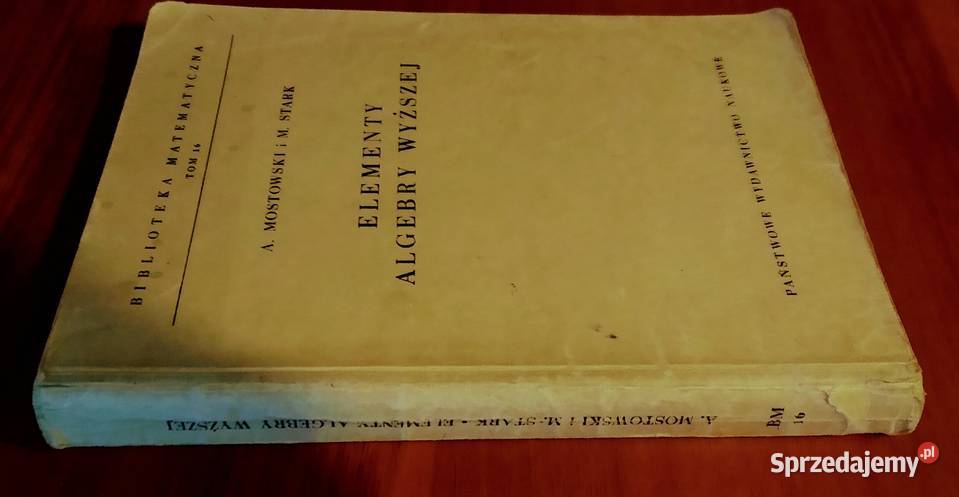 BIBLIOTEKA MATEMATYCZNA
TOM 16
A. MOSTOWSKI i M. STARK
ELEMENTY
ALGEBRY WYŻSZEJ
PAŃSTWOWE WYDAWNICTWO NAUKOWE
A. MOSTOWSKI i M. STARK • ELEMENTY ALGEBRY WYŻSZEJ
BM
16
Sprzedajemy.pl